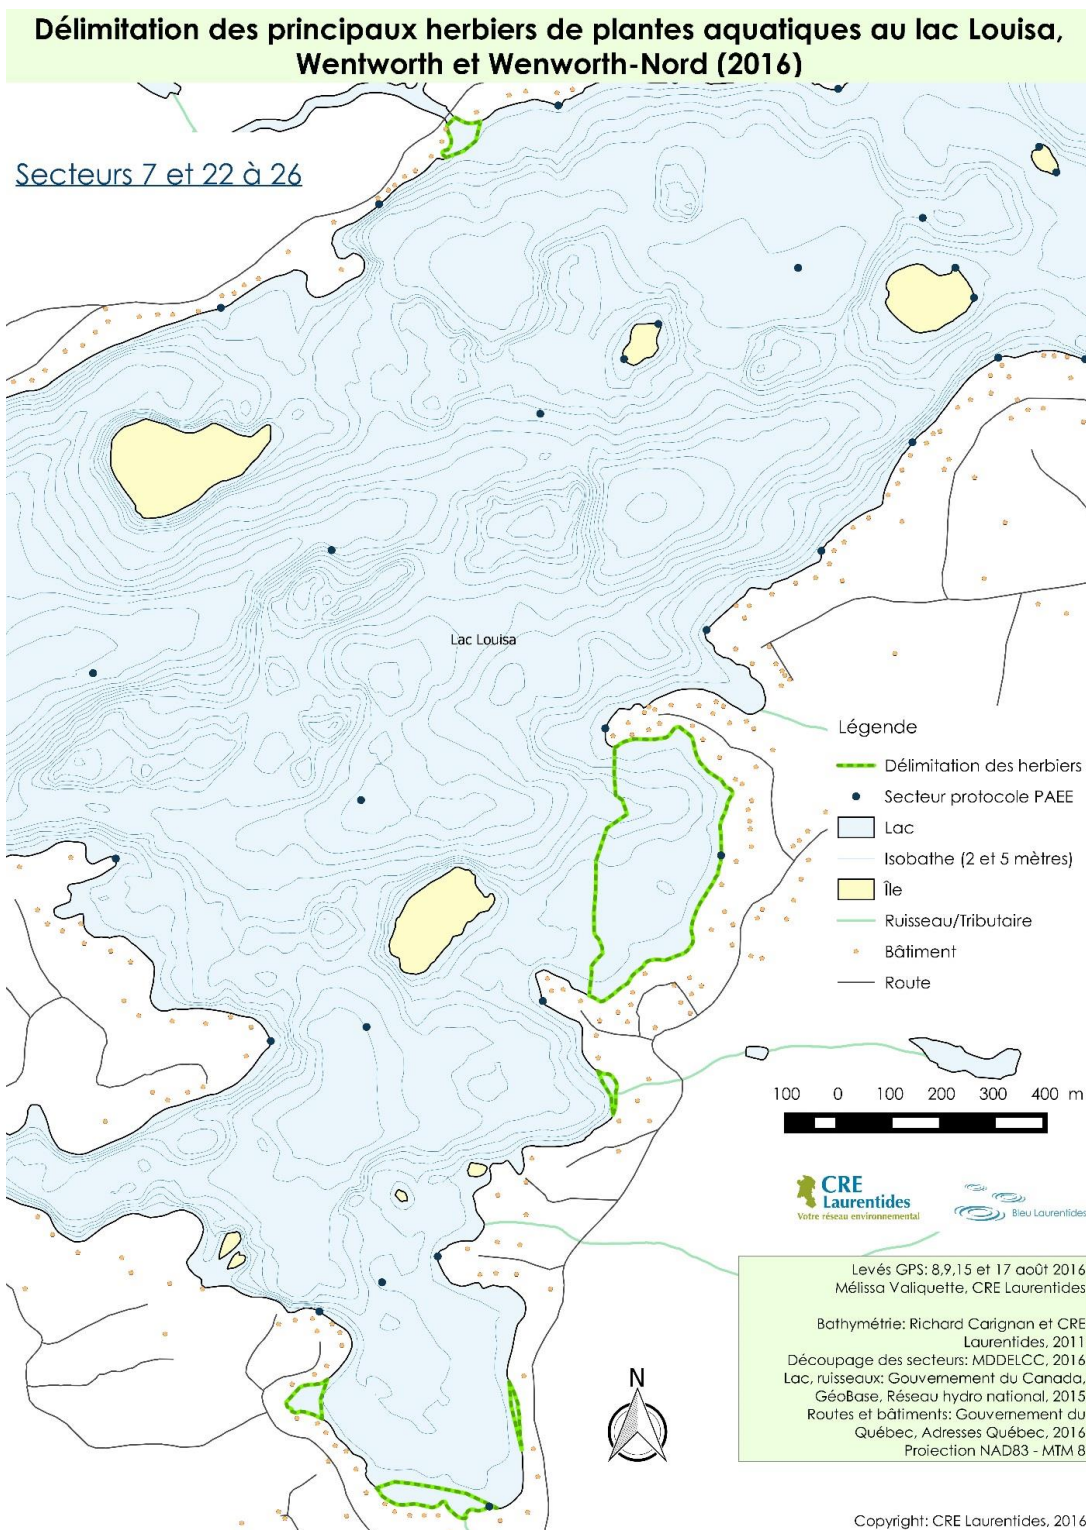 Délimitation des principaux herbiers de plantes aquatiques au lac Louisa,
Wentworth et Wenworth-Nord (2016)
Secteurs 7 et 22 à 26
Lac Louisa
Légende
Délimitation des herbiers
Secteur protocole PAEE
Lac
Isobathe (2 et 5 mètres)
Île
Ruisseau/Tributaire
Bâtiment
Route
100 0 100 200 300 400 m
CRE
Laurentides
Votre réseau environnemental
Bleu Laurentides
Levés GPS: 8,9,15 et 17 août 2016
Mélissa Valiquette, CRE Laurentides
Bathymétrie: Richard Carignan et CRE
Laurentides, 2011
Découpage des secteurs: MDDELCC, 2016
Lac, ruisseaux: Gouvernement du Canada,
GéoBase, Réseau hydro national, 2015
Routes et bâtiments: Gouvernement du
Québec, Adresses Québec, 2016
Projection NAD83 - MTM 8
N
Copyright: CRE Laurentides, 2016